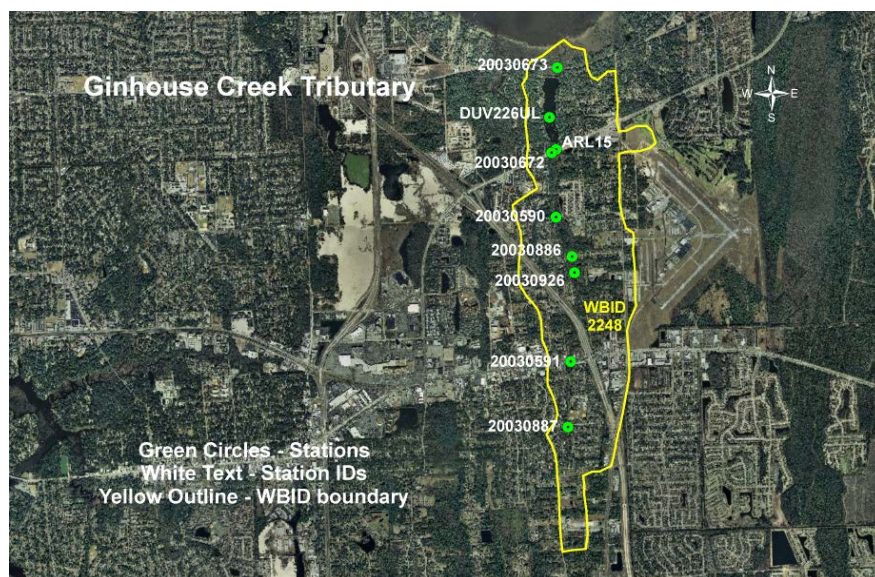 Ginhouse Creek Tributary
20030673
N
W E
S
DUV226UL
ARL15
20030672
20030590
20030886
20030926
WBID
2248
20030591
20030887
Green Circles - Stations
White Text - Station IDs
Yellow Outline - WBID boundary